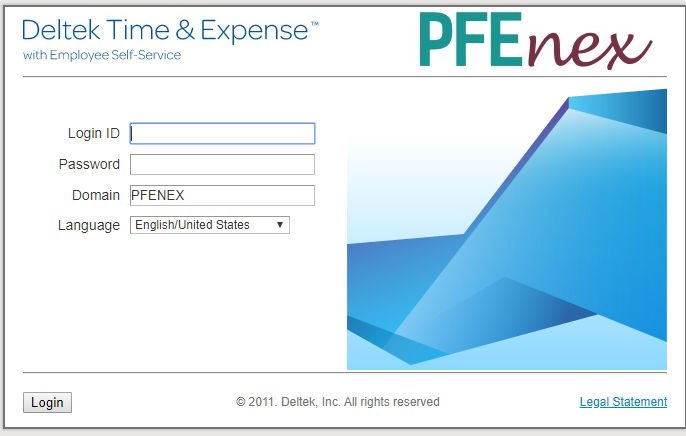 Deltek Time & Expense™
with Employee Self-Service
PFEnex
Login ID
Password
Domain PFENEX
Language English/United States ▼
Login
© 2011. Deltek, Inc. All rights reserved
Legal Statement